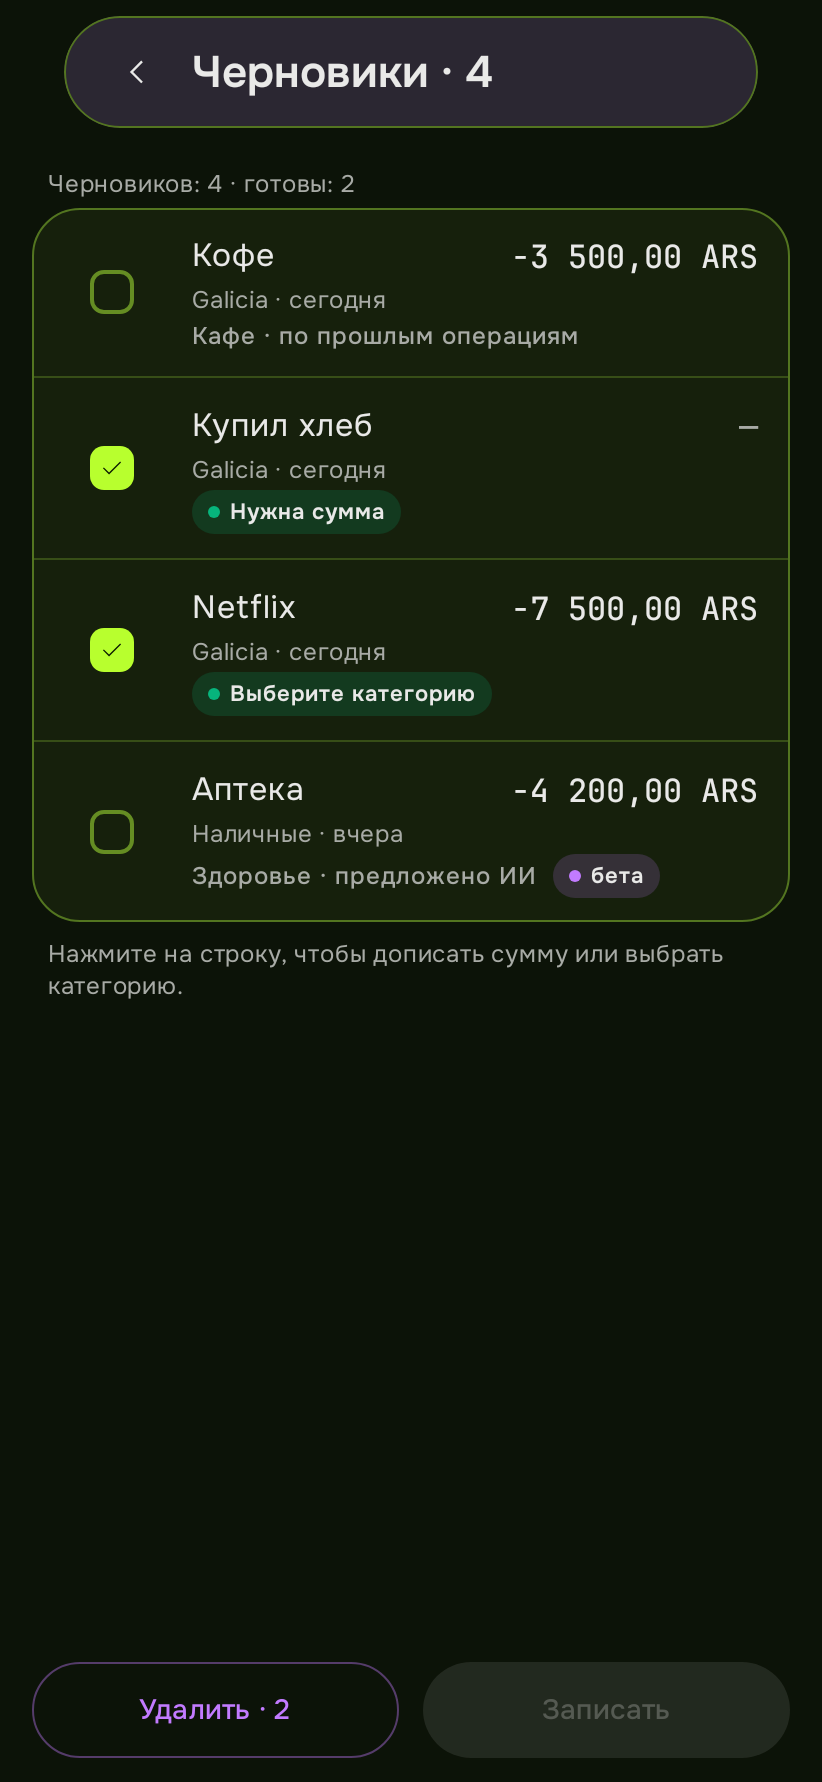 Черновики · 4
Черновиков: 4 · готовы: 2
Кофе
-3 500,00 ARS
Galicia · сегодня
Кафе · по прошлым операциям
Купил хлеб
—
Galicia · сегодня
Нужна сумма
Netflix
-7 500,00 ARS
Galicia · сегодня
Выберите категорию
Аптека
-4 200,00 ARS
Наличные · вчера
Здоровье · предложено ИИ
бета
Нажмите на строку, чтобы дописать сумму или выбрать
категорию.
Удалить · 2
Записать